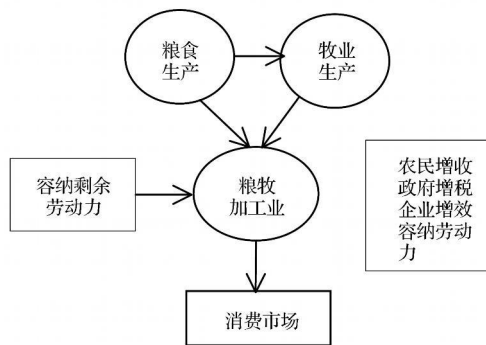 粮食
生产
牧业
生产
容纳剩余
劳动力
粮牧
加工业
农民增收
政府增税
企业增效
容纳劳动
力
消费市场